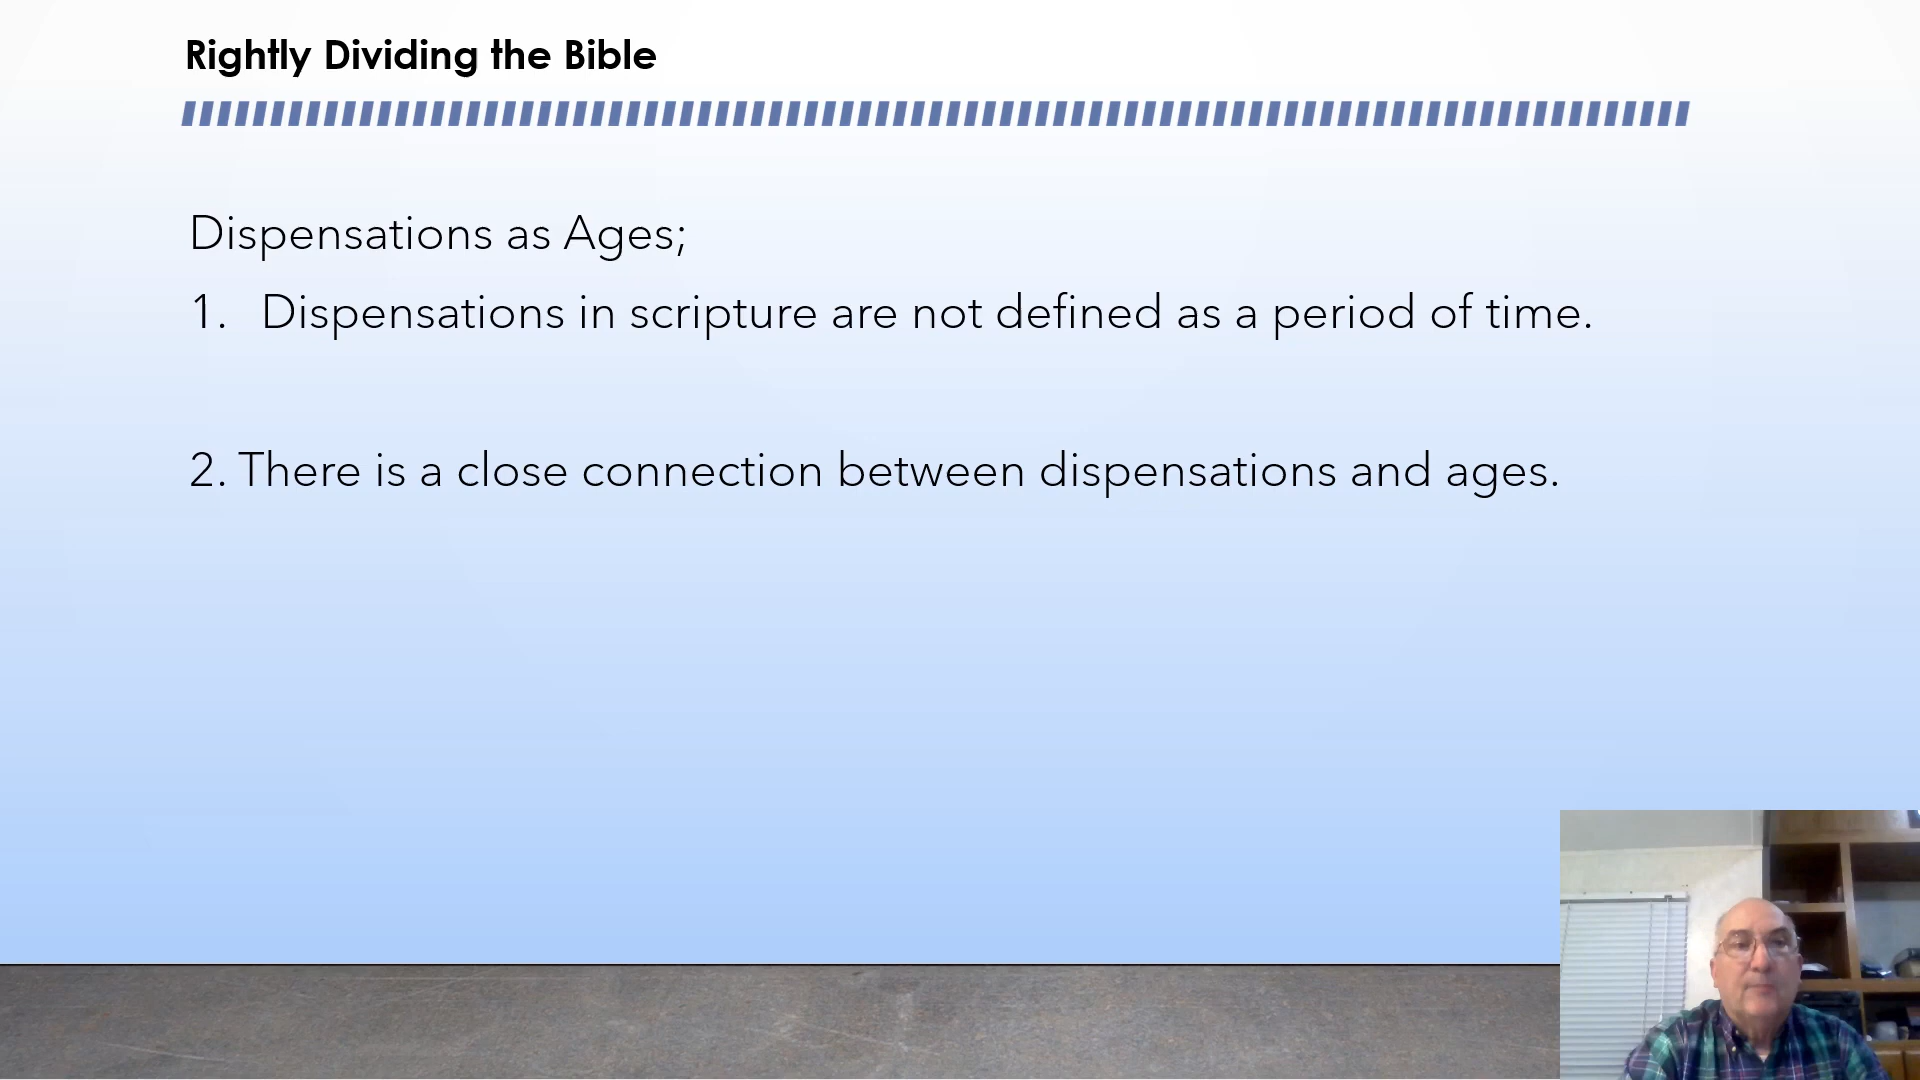 Rightly Dividing the Bible
Dispensations as Ages;
1. Dispensations in scripture are not defined as a period of time.
2. There is a close connection between dispensations and ages.